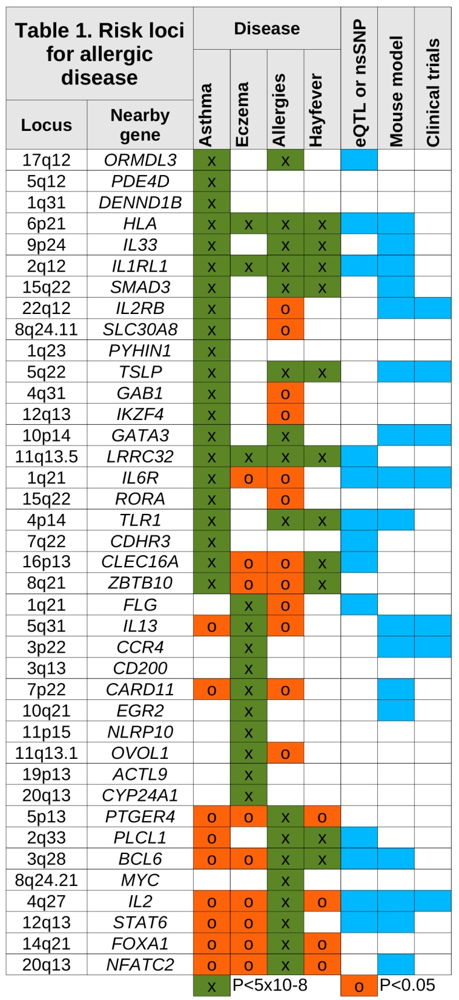 Table 1. Risk loci
for allergic
disease
Disease
Locus
Nearby
gene
Asthma
Eczema
Allergies
Hayfever
eQTL or nsSNP
Mouse model
Clinical trials
17q12 ORMDL3 x x
5q12 PDE4D x
1q31 DENND1B x
6p21 HLA x x x x
9p24 IL33 x x x
2q12 IL1RL1 x x x x
15q22 SMAD3 x x x
22q12 IL2RB x o
8q24.11 SLC30A8 x o
1q23 PYHIN1 x
5q22 TSLP x x x
4q31 GAB1 x o
12q13 IKZF4 x o
10p14 GATA3 x x
11q13.5 LRRC32 x x x x
1q21 IL6R x o o
15q22 RORA x o
4p14 TLR1 x x x
7q22 CDHR3 x
16p13 CLEC16A x o o x
8q21 ZBTB10 x o o x
1q21 FLG x o
5q31 IL13 o x o
3p22 CCR4 x
3q13 CD200 x
7p22 CARD11 o x o
10q21 EGR2 x
11p15 NLRP10 x
11q13.1 OVOL1 x o
19p13 ACTL9 x
20q13 CYP24A1 x
5p13 PTGER4 o o x o
2q33 PLCL1 o x x
3q28 BCL6 o o x x
8q24.21 MYC x
4q27 IL2 o o x o
12q13 STAT6 o o x
14q21 FOXA1 o o x o
20q13 NFATC2 o o x o
x P<5x10-8 o P<0.05